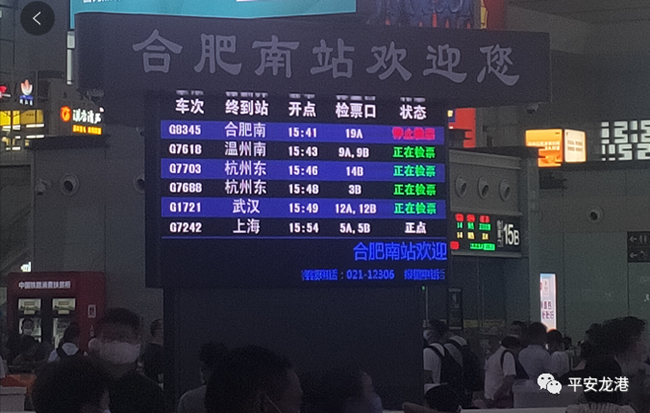 合肥南站欢迎您
车次 终到站 开点 检票口 状态
G8345 合肥南 15:41 19A 停止检票
G7618 温州南 15:43 9A, 9B 正在检票
G7703 杭州东 15:46 14B 正在检票
G7688 杭州东 15:48 3B 正在检票
G1721 武汉 15:49 12A, 12B 正在检票
G7242 上海 15:54 5A, 5B 正点
合肥南站欢迎
021-12306
15B
平安龙港